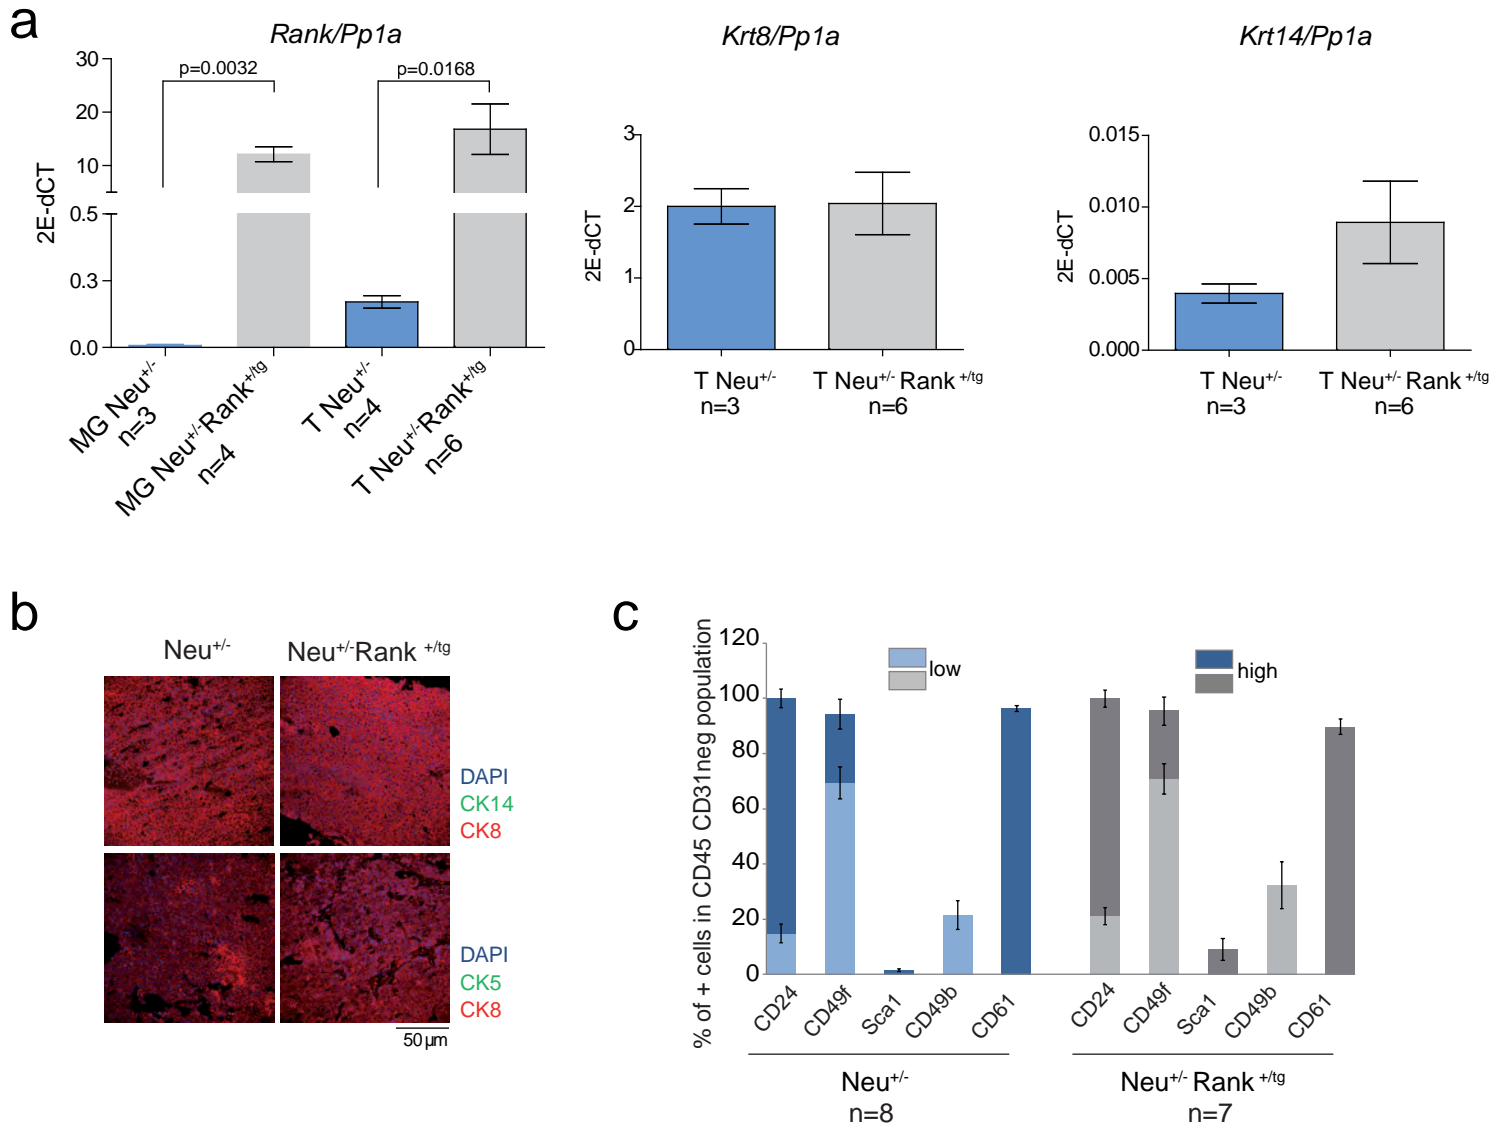 a
Rank/Pp1a
Krt8/Pp1a
Krt14/Pp1a
30
20
10
0.5
0.3
0.0
2E-dCT
p=0.0032
p=0.0168
MG Neu+/-
n=3
MG Neu+/-Rank+/tg
n=4
T Neu+/-
n=4
T Neu+/-Rank+/tg
n=6
3
2
1
0
2E-dCT
T Neu+/-
n=3
T Neu+/- Rank +/tg
n=6
0.015
0.010
0.005
0.000
2E-dCT
T Neu+/-
n=3
T Neu+/- Rank +/tg
n=6
b
Neu+/-
Neu+/-Rank +/tg
DAPI
CK14
CK8
DAPI
CK5
CK8
50 µm
c
% of + cells in CD45 CD31neg population
120
100
80
60
40
20
0
low
high
CD24
CD49f
Sca1
CD49b
CD61
CD24
CD49f
Sca1
CD49b
CD61
Neu+/-
n=8
Neu+/- Rank +/tg
n=7